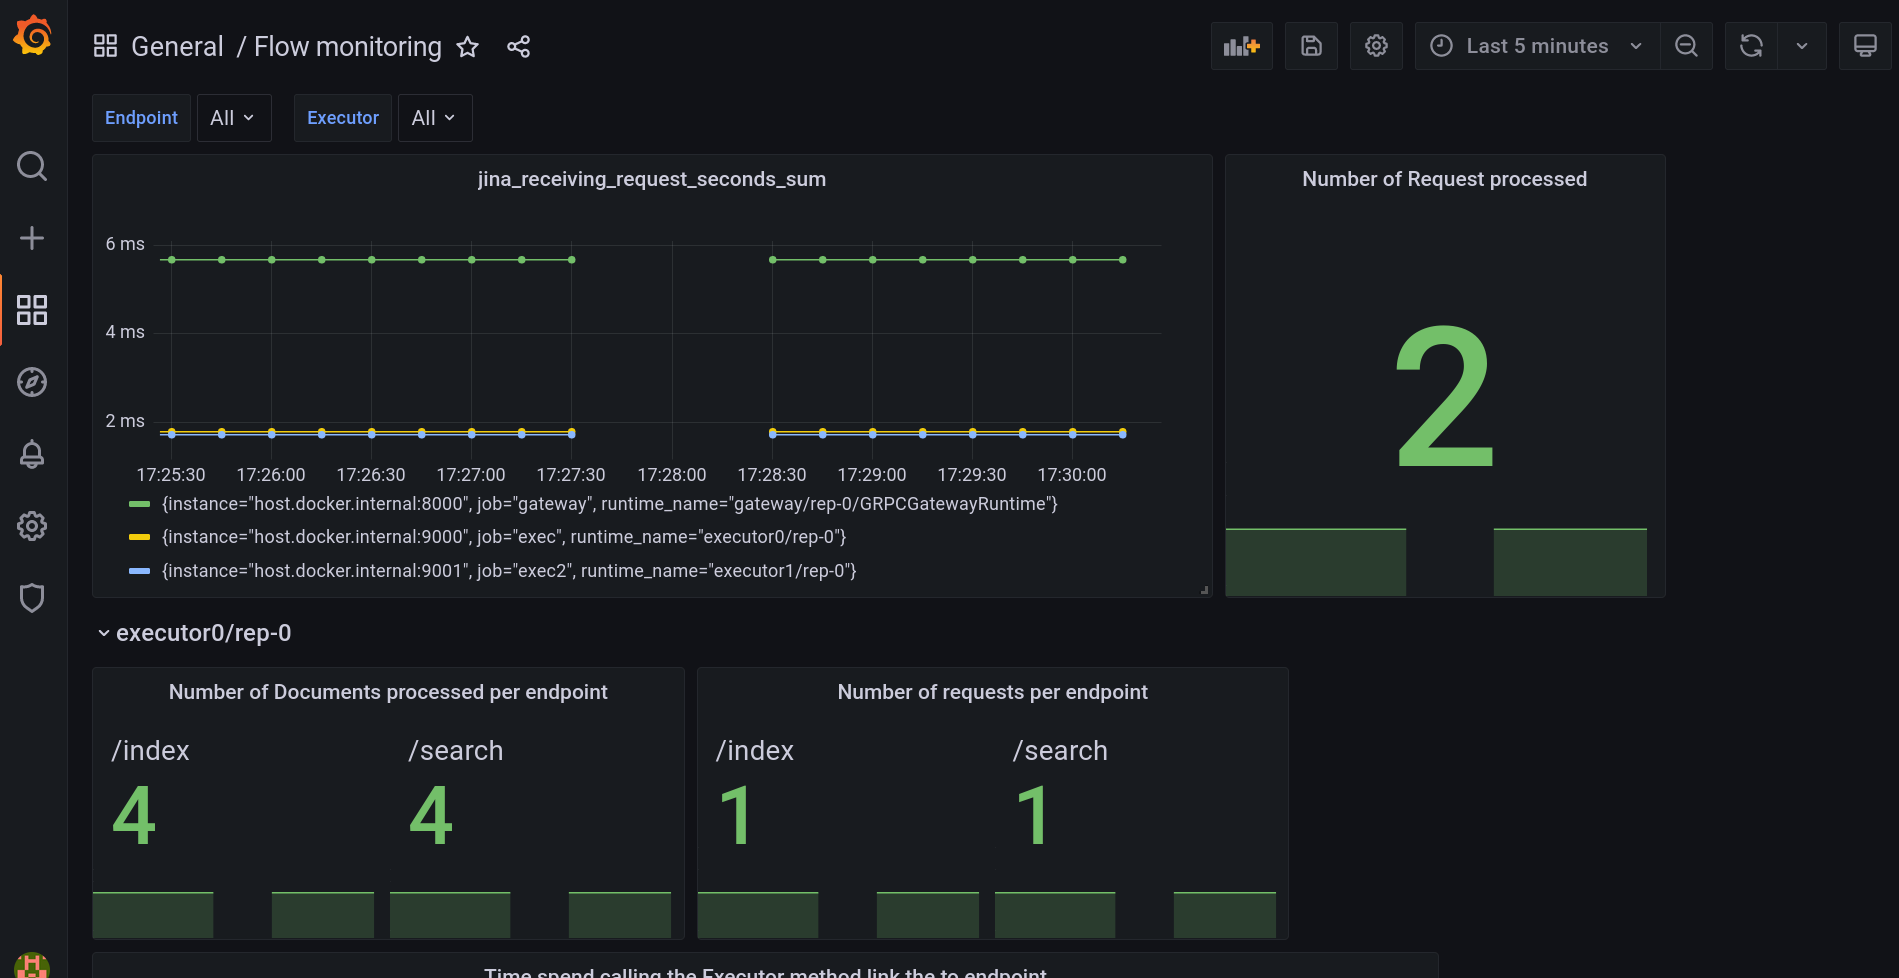 General / Flow monitoring
Last 5 minutes
Endpoint All Executor All
jina_receiving_request_seconds_sum
6 ms
4 ms
2 ms
17:25:30 17:26:00 17:26:30 17:27:00 17:27:30 17:28:00 17:28:30 17:29:00 17:29:30 17:30:00
{instance="host.docker.internal:8000", job="gateway", runtime_name="gateway/rep-0/GRPCGatewayRuntime"}
{instance="host.docker.internal:9000", job="exec", runtime_name="executor0/rep-0"}
{instance="host.docker.internal:9001", job="exec2", runtime_name="executor1/rep-0"}
Number of Request processed
2
executor0/rep-0
Number of Documents processed per endpoint
/index /search
4 4
Number of requests per endpoint
/index /search
1 1
Time spend calling the Executor method link the to endpoint